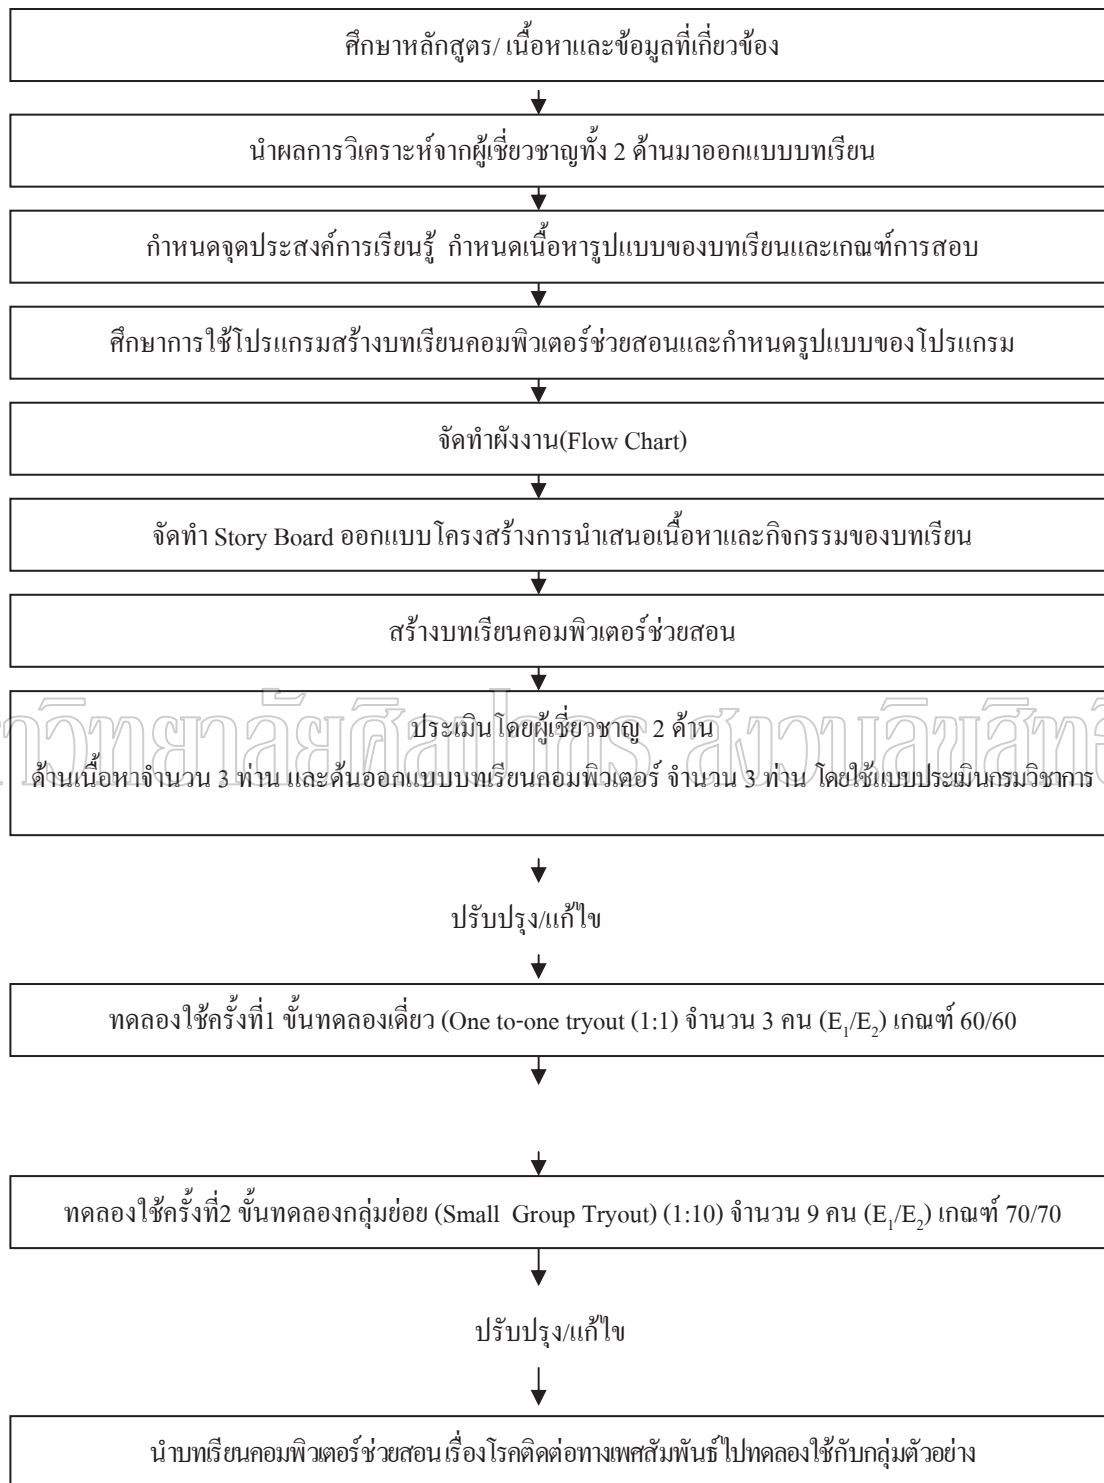 ศึกษาหลักสูตร/ เนื้อหาและข้อมูลที่เกี่ยวข้อง
นำผลการวิเคราะห์จากผู้เชี่ยวชาญทั้ง 2 ด้านมาออกแบบบทเรียน
กำหนดจุดประสงค์การเรียนรู้ กำหนดเนื้อหารูปแบบของบทเรียนและเกณฑ์การสอบ
ศึกษาการใช้โปรแกรมสร้างบทเรียนคอมพิวเตอร์ช่วยสอนและกำหนดรูปแบบของโปรแกรม
จัดทำผังงาน(Flow Chart)
จัดทำ Story Board ออกแบบโครงสร้างการนำเสนอเนื้อหาและกิจกรรมของบทเรียน
สร้างบทเรียนคอมพิวเตอร์ช่วยสอน
ประเมินโดยผู้เชี่ยวชาญ 2 ด้าน
ด้านเนื้อหาจำนวน 3 ท่าน และด้นออกแบบบทเรียนคอมพิวเตอร์ จำนวน 3 ท่าน โดยใช้แบบประเมินกรมวิชาการ
ปรับปรุง/แก้ไข
ทดลองใช้ครั้งที่1 ขั้นทดลองเดี่ยว (One to-one tryout (1:1) จำนวน 3 คน (E₁/E₂) เกณฑ์ 60/60
ทดลองใช้ครั้งที่2 ขั้นทดลองกลุ่มย่อย (Small Group Tryout) (1:10) จำนวน 9 คน (E₁/E₂) เกณฑ์ 70/70
ปรับปรุง/แก้ไข
นำบทเรียนคอมพิวเตอร์ช่วยสอน เรื่องโรคติดต่อทางเพศสัมพันธ์ ไปทดลองใช้กับกลุ่มตัวอย่าง